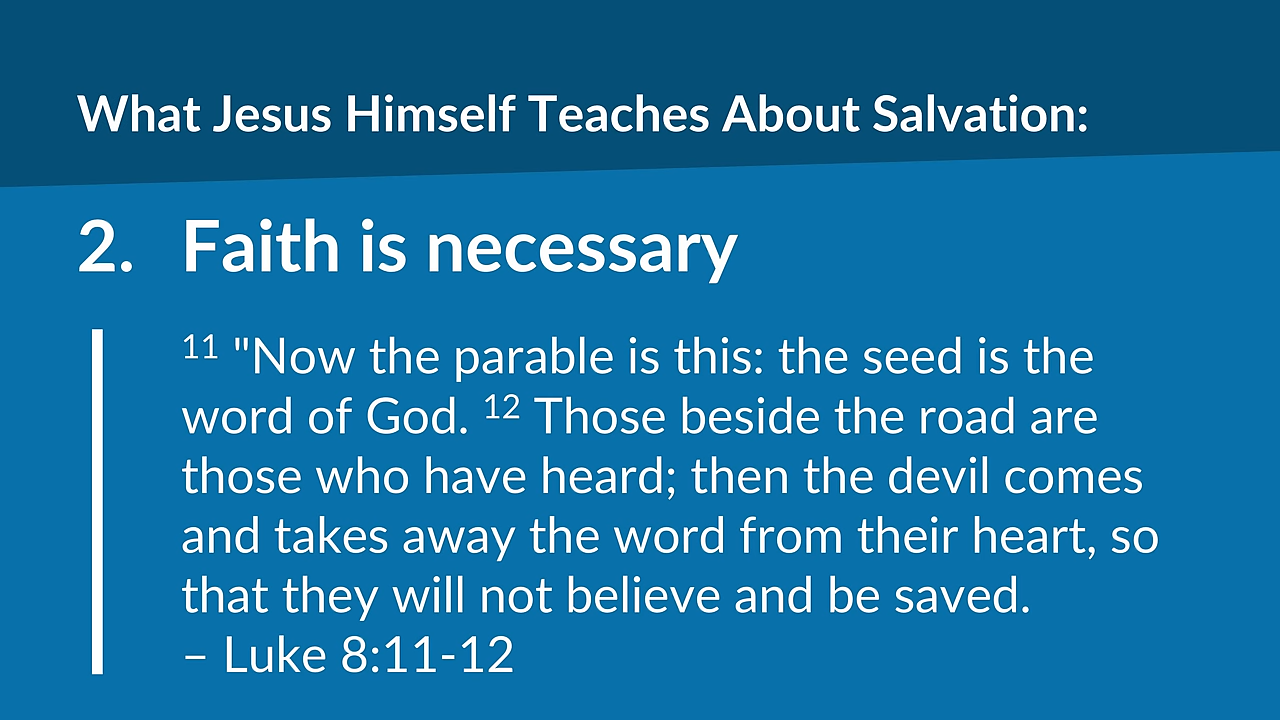 What Jesus Himself Teaches About Salvation:
2. Faith is necessary
11 "Now the parable is this: the seed is the
word of God. 12 Those beside the road are
those who have heard; then the devil comes
and takes away the word from their heart, so
that they will not believe and be saved.
– Luke 8:11-12